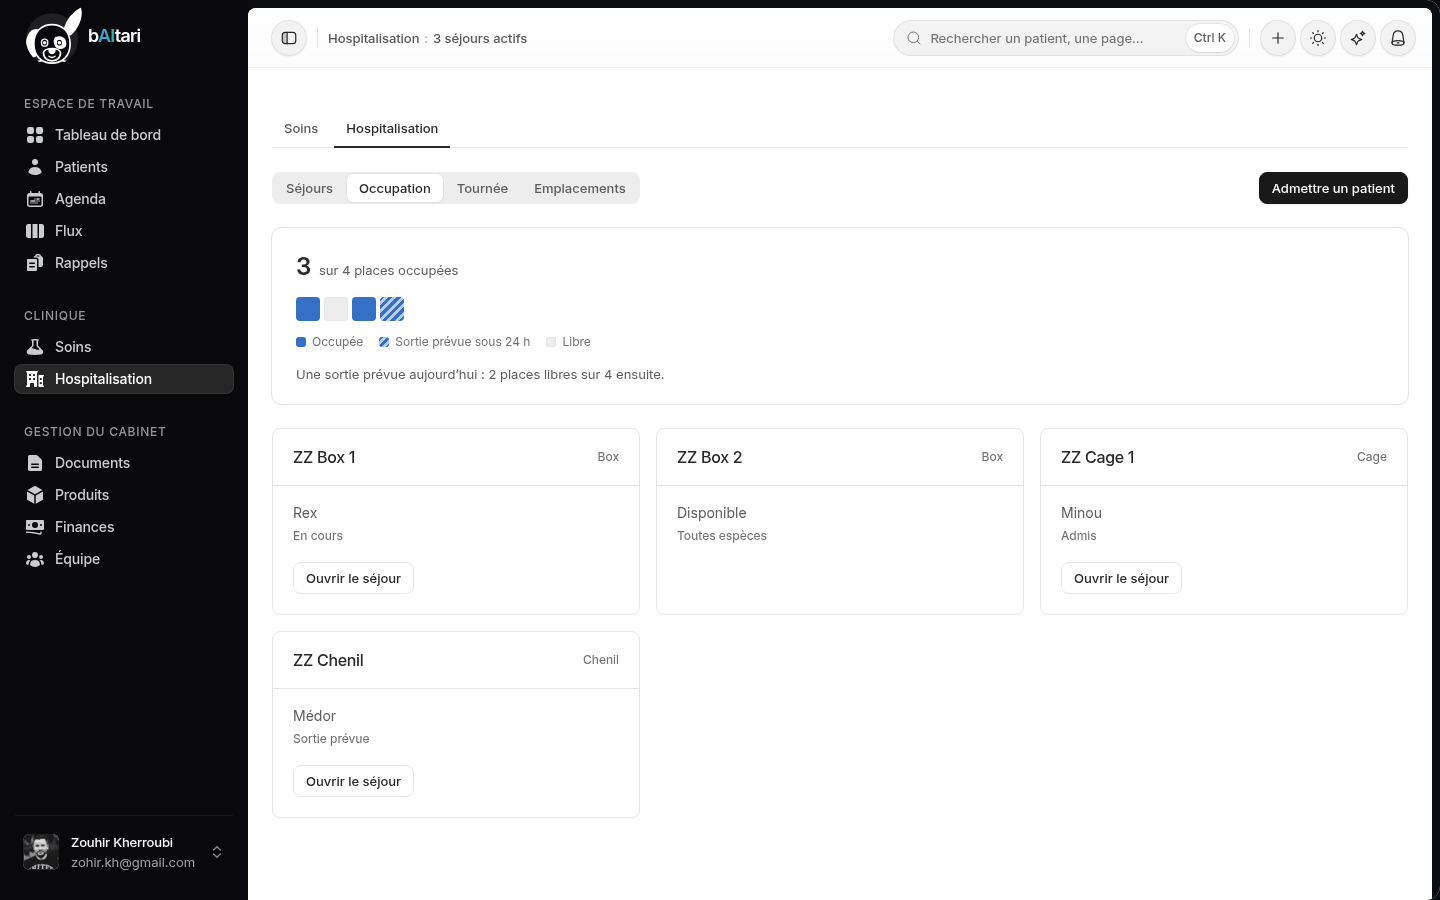 bAItari
Hospitalisation : 3 séjours actifs
Rechercher un patient, une page...
Ctrl K
ESPACE DE TRAVAIL
Tableau de bord
Patients
Agenda
Flux
Rappels
CLINIQUE
Soins
Hospitalisation
GESTION DU CABINET
Documents
Produits
Finances
Équipe
Zouhir Kherroubi
zohir.kh@gmail.com
Soins
Hospitalisation
Séjours
Occupation
Tournée
Emplacements
Admettre un patient
3 sur 4 places occupées
Occupée
Sortie prévue sous 24 h
Libre
Une sortie prévue aujourd’hui : 2 places libres sur 4 ensuite.
ZZ Box 1
Box
Rex
En cours
Ouvrir le séjour
ZZ Box 2
Box
Disponible
Toutes espèces
ZZ Cage 1
Cage
Minou
Admis
Ouvrir le séjour
ZZ Chenil
Chenil
Médor
Sortie prévue
Ouvrir le séjour